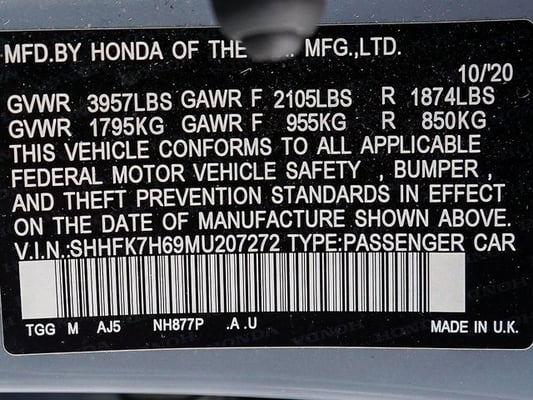 MFD.BY HONDA OF THE MFG.,LTD.
10/'20
GVWR 3957LBS GAWR F 2105LBS R 1874LBS
GVWR 1795KG GAWR F 955KG R 850KG
THIS VEHICLE CONFORMS TO ALL APPLICABLE
FEDERAL MOTOR VEHICLE SAFETY , BUMPER ,
AND THEFT PREVENTION STANDARDS IN EFFECT
ON THE DATE OF MANUFACTURE SHOWN ABOVE.
V.I.N.:SHHFK7H69MU207272 TYPE:PASSENGER CAR
TGG M AJ5 NH877P .A .U MADE IN U.K.